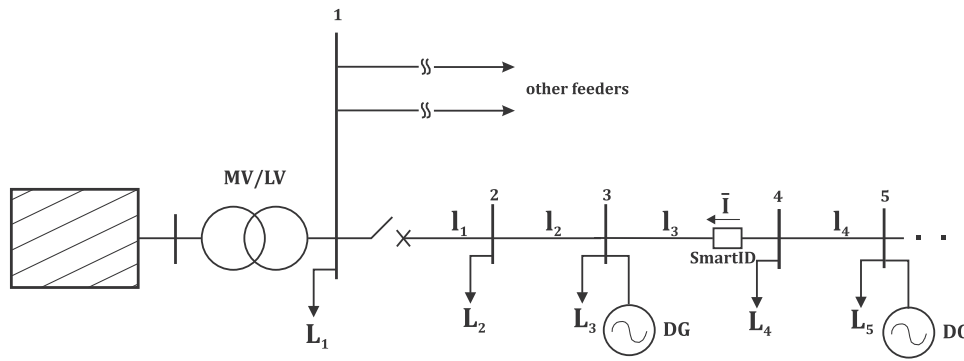 1
other feeders
MV/LV
2
3
4
5
l1
l2
l3
Ī
l4
SmartID
L1
L2
L3
DG
L4
L5
DG